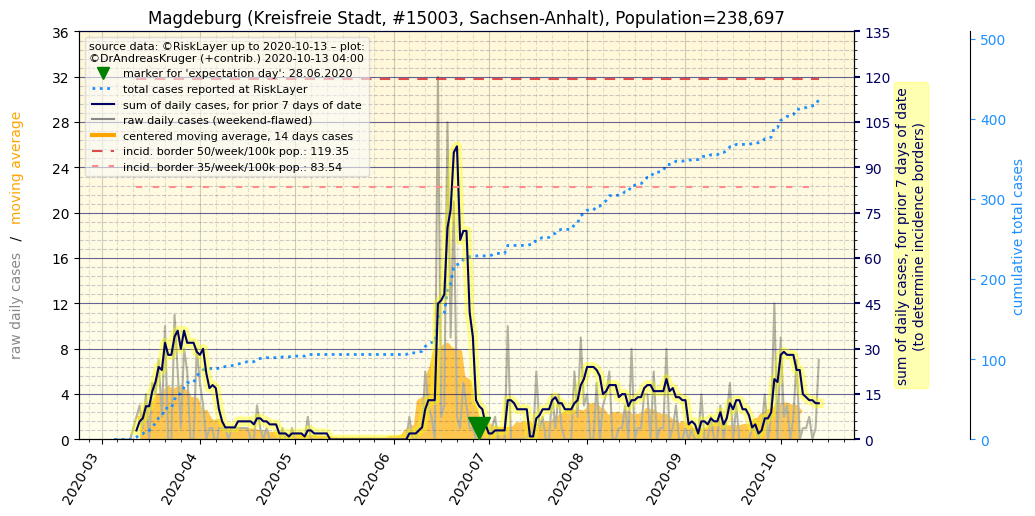 Magdeburg (Kreisfreie Stadt, #15003, Sachsen-Anhalt), Population=238,697
source data: ©RiskLayer up to 2020-10-13 – plot:
©DrAndreasKruger (+contrib.) 2020-10-13 04:00
marker for 'expectation day': 28.06.2020
total cases reported at RiskLayer
sum of daily cases, for prior 7 days of date
raw daily cases (weekend-flawed)
centered moving average, 14 days cases
incid. border 50/week/100k pop.: 119.35
incid. border 35/week/100k pop.: 83.54
raw daily cases / moving average
36
32
28
24
20
16
12
8
4
0
135
120
105
90
75
60
45
30
15
0
sum of daily cases, for prior 7 days of date
(to determine incidence borders)
500
400
300
200
100
0
cumulative total cases
2020-03
2020-04
2020-05
2020-06
2020-07
2020-08
2020-09
2020-10